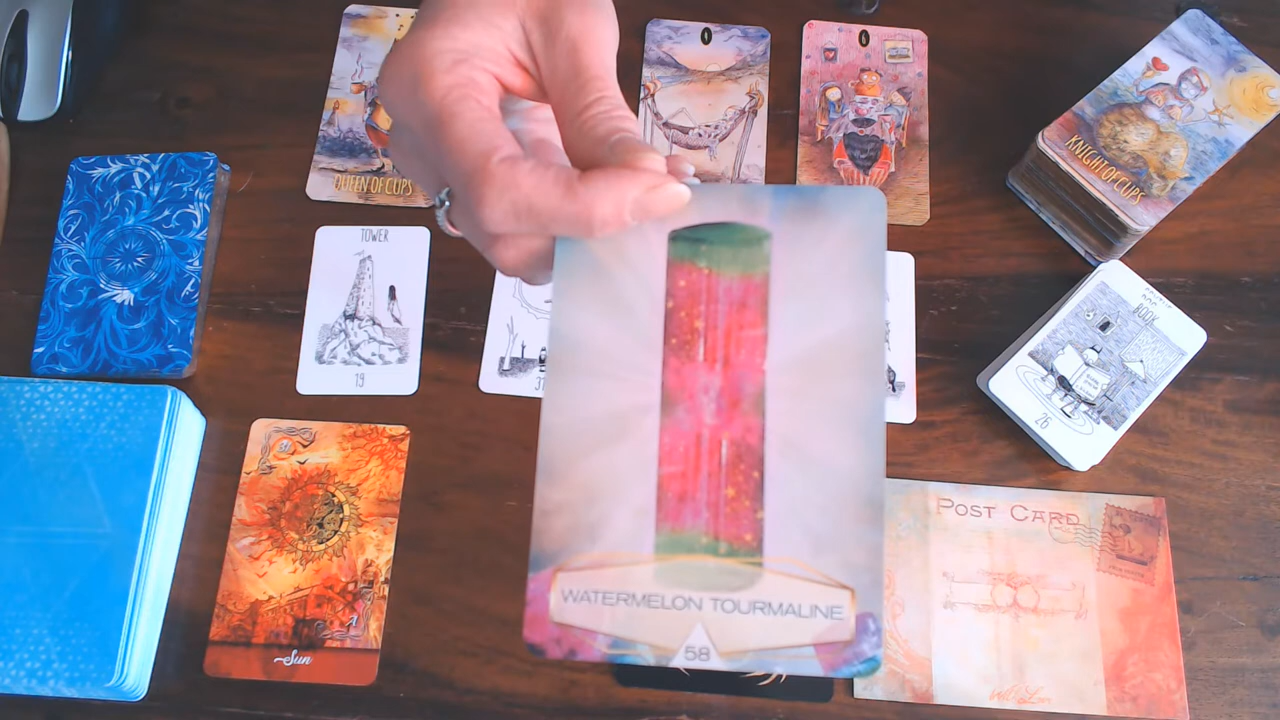 QUEEN OF CUPS
KNIGHT OF CUPS
TOWER
19
BOOK
26
Sun
POST CARD
WATERMELON TOURMALINE
58